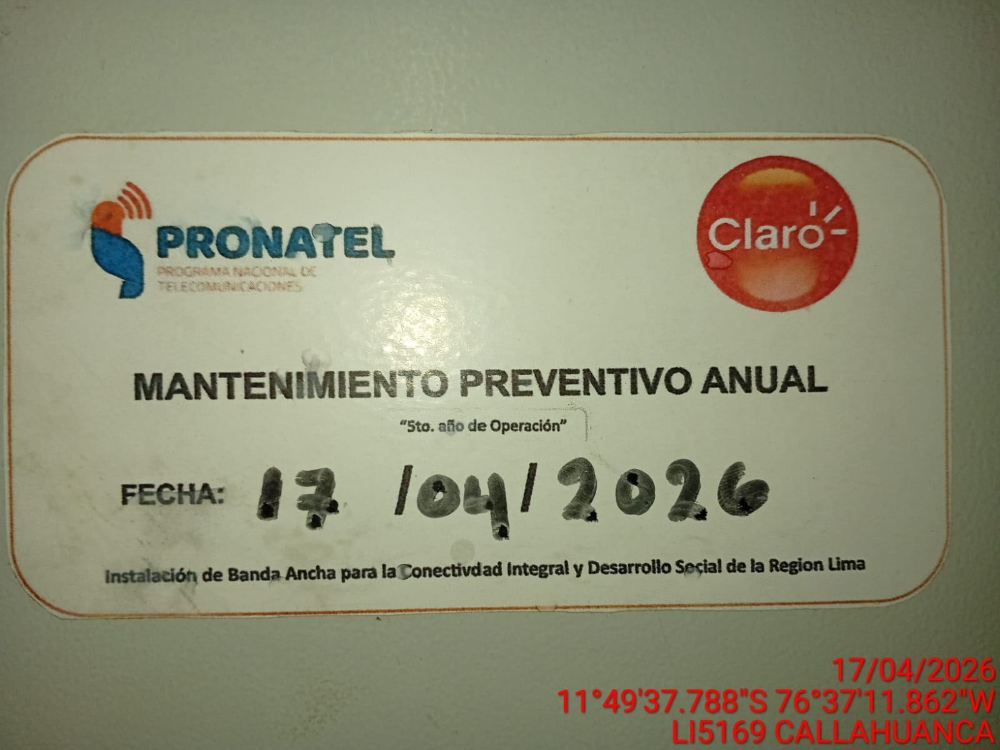 PRONATEL
PROGRAMA NACIONAL DE
TELECOMUNICACIONES
Claro
MANTENIMIENTO PREVENTIVO ANUAL
"5to. año de Operación"
FECHA: 17 /04/2026
Instalación de Banda Ancha para la Conectivdad Integral y Desarrollo Social de la Region Lima
17/04/2026
11°49'37.788"S 76°37'11.862"W
LI5169 CALLAHUANCA